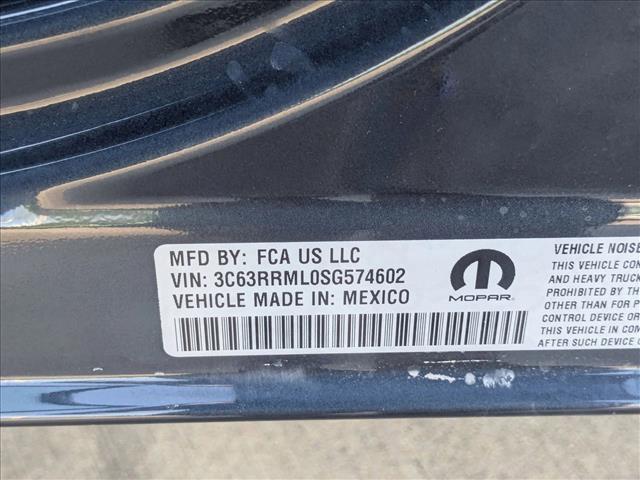 MFD BY: FCA US LLC
VIN: 3C63RRML0SG574602
VEHICLE MADE IN: MEXICO
MOPAR
VEHICLE NOISE
THIS VEHICLE CON
AND HEAVY TRUCK
PROHIBITED BY TH
OTHER THAN FOR P
CONTROL DEVICE OR
THIS VEHICLE IN COM
AFTER SUCH DEVICE O